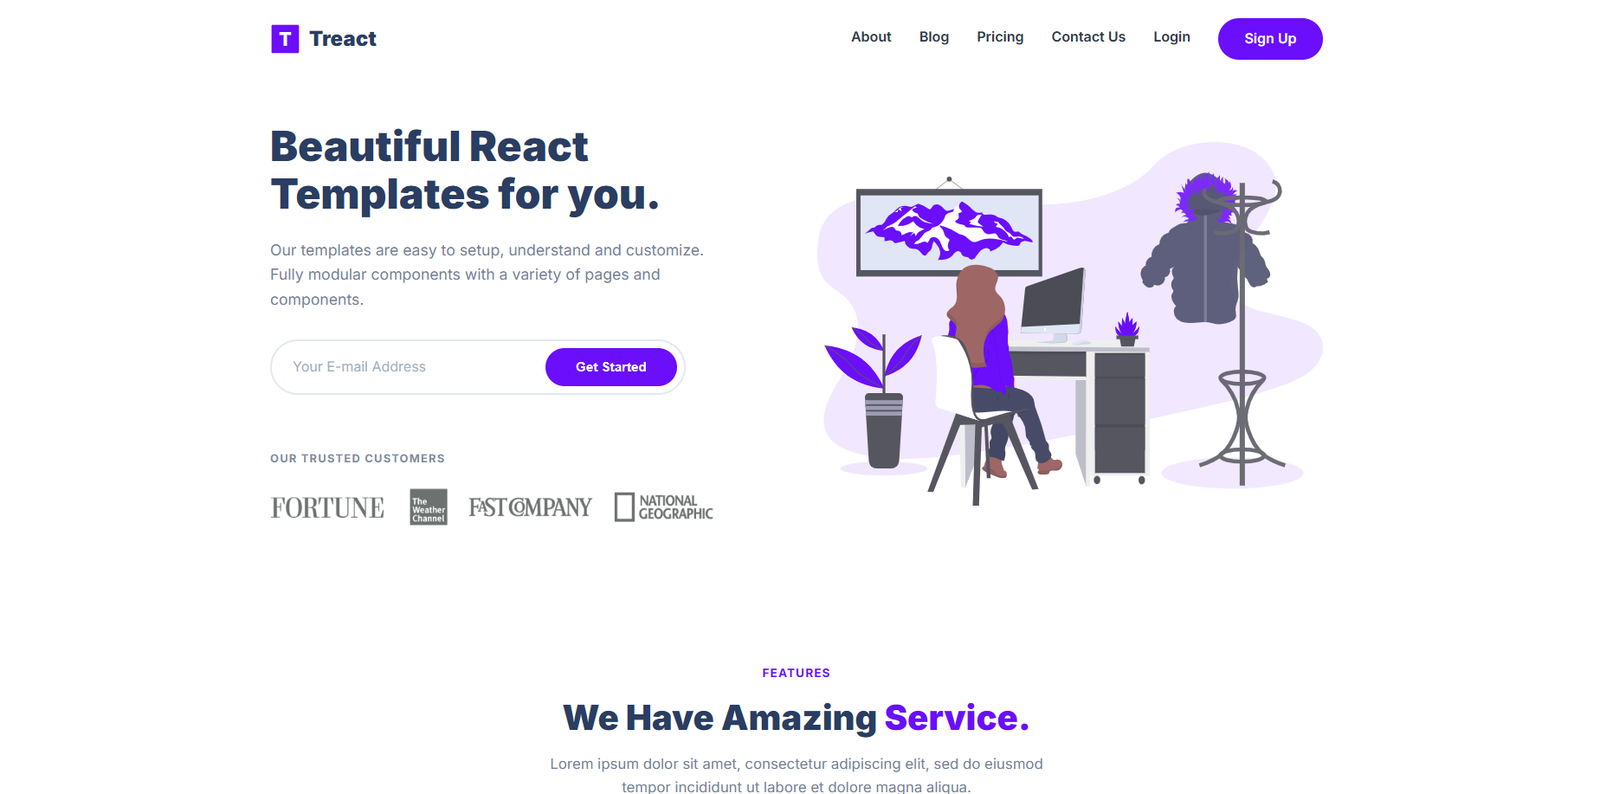 T Treact
About Blog Pricing Contact Us Login Sign Up
Beautiful React
Templates for you.
Our templates are easy to setup, understand and customize.
Fully modular components with a variety of pages and
components.
Your E-mail Address Get Started
OUR TRUSTED CUSTOMERS
FORTUNE
The
Weather
Channel
FAST COMPANY
NATIONAL
GEOGRAPHIC
FEATURES
We Have Amazing Service.
Lorem ipsum dolor sit amet, consectetur adipiscing elit, sed do eiusmod
tempor incididunt ut labore et dolore magna aliqua.